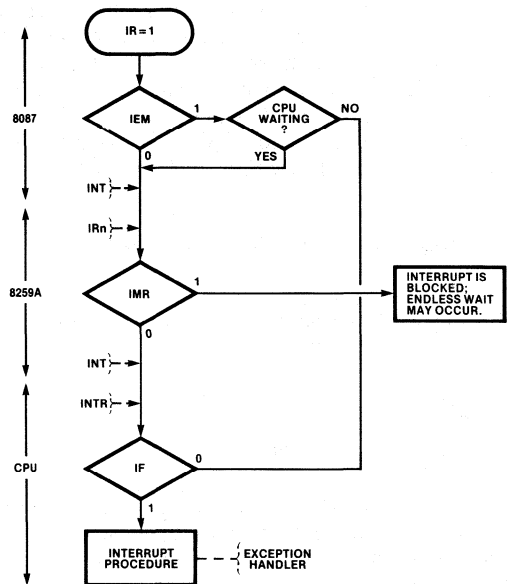 IR = 1
8087
IEM
1
CPU
WAITING
?
NO
0
YES
INT
IRn
8259A
IMR
1
INTERRUPT IS
BLOCKED;
ENDLESS WAIT
MAY OCCUR.
0
INT
INTR
CPU
IF
0
1
INTERRUPT
PROCEDURE
EXCEPTION
HANDLER